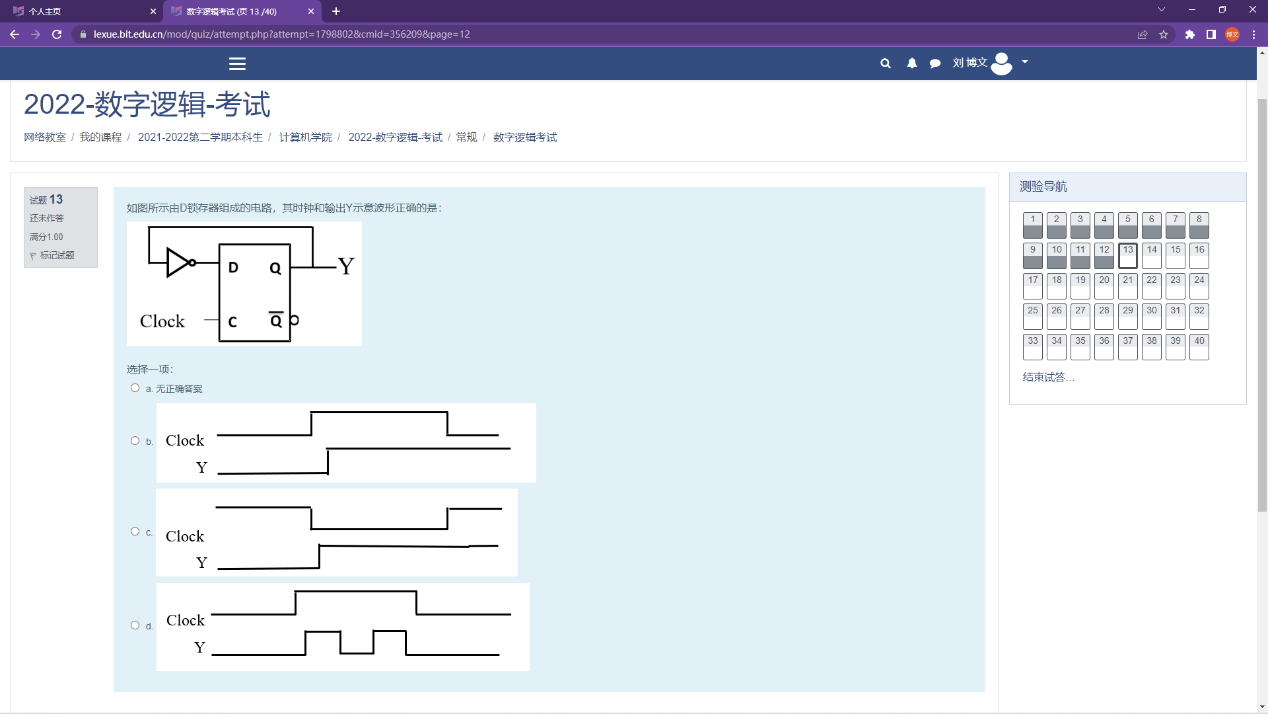 个人主页
数字逻辑考试 (页 13 /40)
lexue.bit.edu.cn/mod/quiz/attempt.php?attempt=1798802&cmid=356209&page=12
博文
刘 博文
2022-数字逻辑-考试
网络教室 / 我的课程 / 2021-2022第二学期本科生 / 计算机学院 / 2022-数字逻辑-考试 / 常规 / 数字逻辑考试
试题 13
还未作答
满分1.00
标记试题
如图所示由D锁存器组成的电路，其时钟和输出Y示意波形正确的是：
D Q Y
Clock C Q
选择一项：
a. 无正确答案
b.
Clock
Y
c.
Clock
Y
d.
Clock
Y
测验导航
1 2 3 4 5 6 7 8
9 10 11 12 13 14 15 16
17 18 19 20 21 22 23 24
25 26 27 28 29 30 31 32
33 34 35 36 37 38 39 40
结束试答…